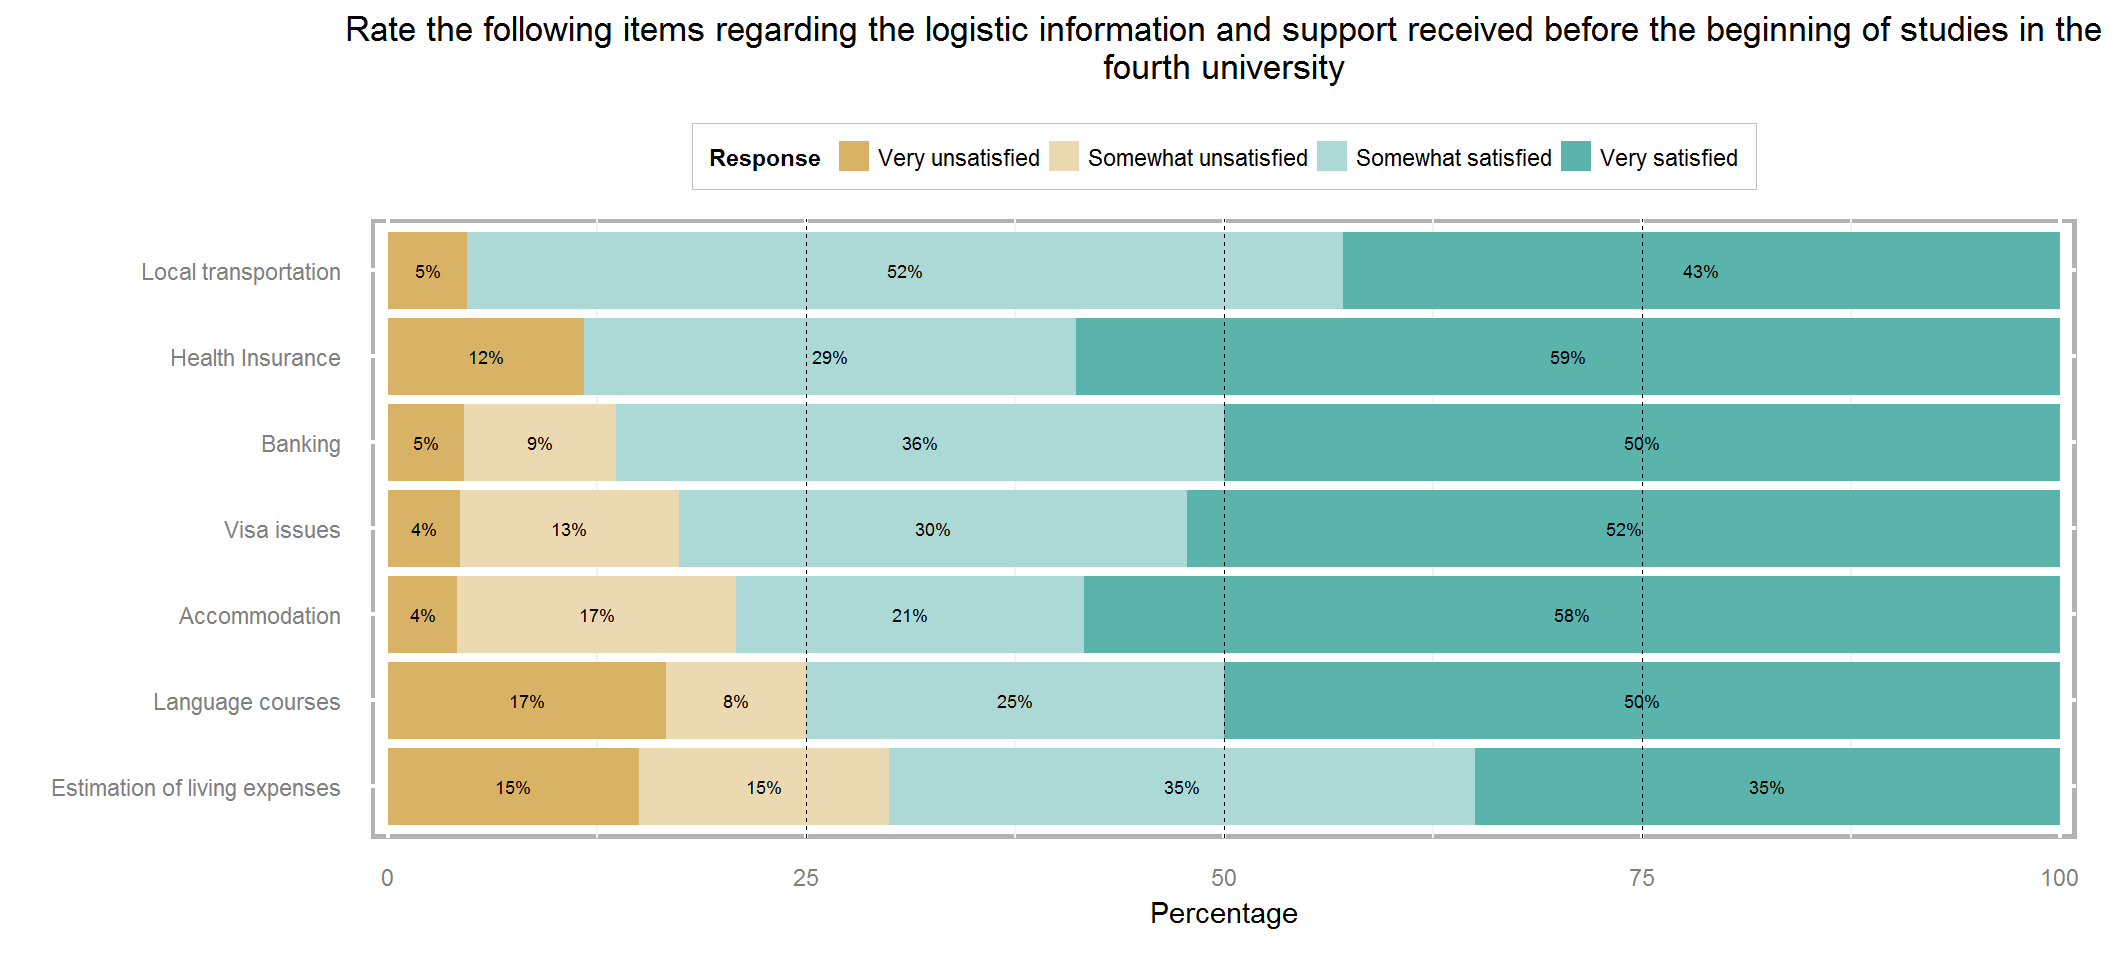 Rate the following items regarding the logistic information and support received before the beginning of studies in the
fourth university
Response Very unsatisfied Somewhat unsatisfied Somewhat satisfied Very satisfied
Local transportation 5% 52% 43%
Health Insurance 12% 29% 59%
Banking 5% 9% 36% 50%
Visa issues 4% 13% 30% 52%
Accommodation 4% 17% 21% 58%
Language courses 17% 8% 25% 50%
Estimation of living expenses 15% 15% 35% 35%
0 25 50 75 100
Percentage